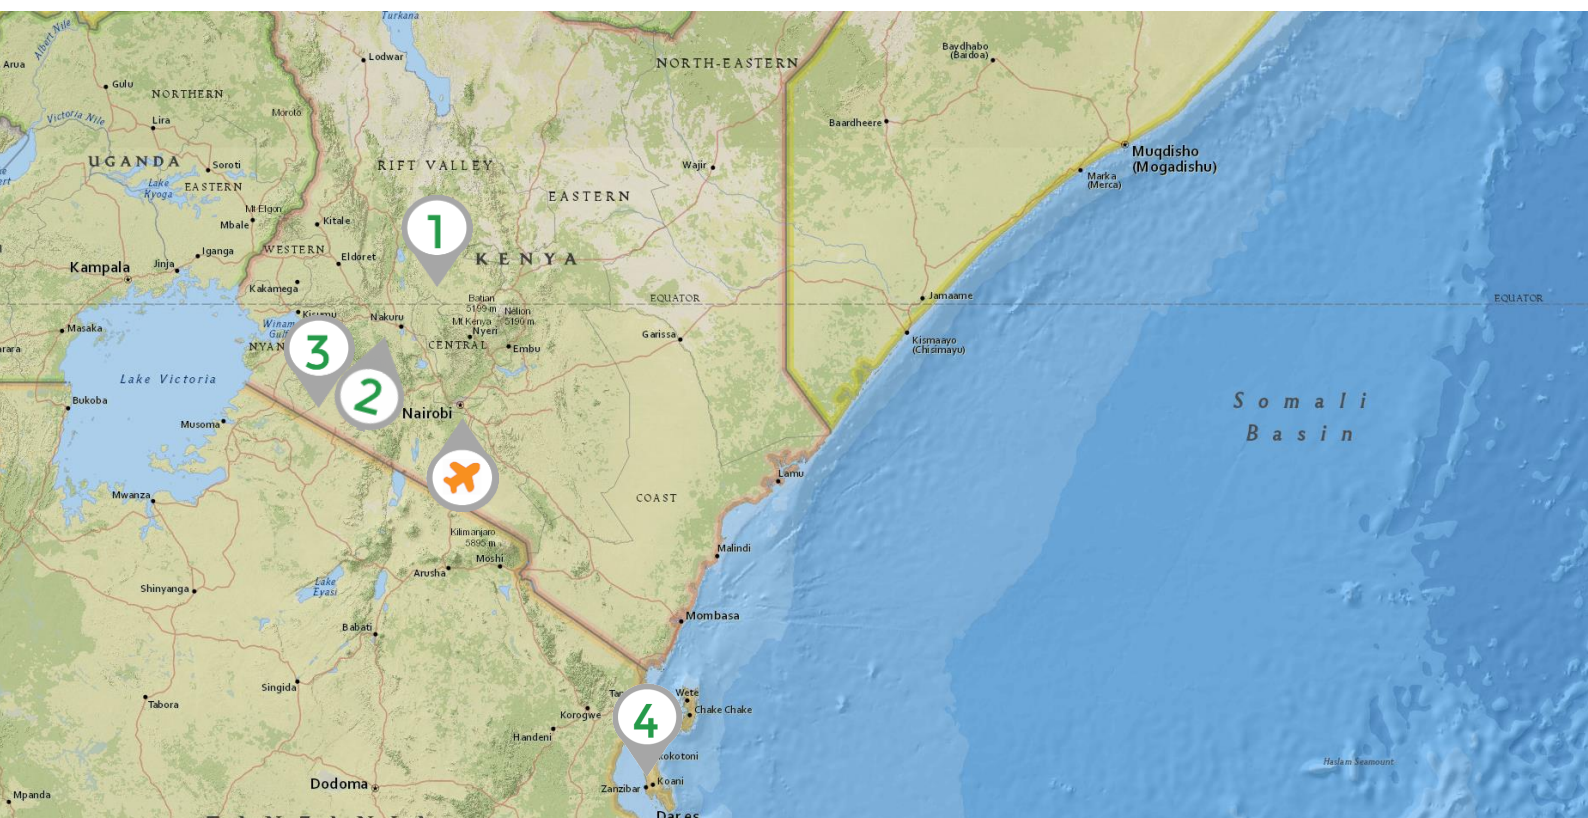 Turkana
Albert Nile
Arua
Lodwar
Baydhabo
(Baidoa)
NORTH-EASTERN
Gulu
NORTHERN
Moroto
Victoria Nile
Lira
Baardheere
UGANDA
Soroti
RIFT VALLEY
Wajir
Muqdisho
(Mogadishu)
Marka
(Merca)
Lake
Kyoga
EASTERN
EASTERN
Mt Elgon
Mbale
Kitale
1
WESTERN
Iganga
Eldoret
KENYA
Kampala
Jinja
Kakamega
Batian
5199 m
Nelion
5190 m
EQUATOR
Jamaame
EQUATOR
Kisumu
Nakuru
Winam
Gulf
Mt Kenya
Nyeri
Masaka
Garissa
Kismaayo
(Chisimayu)
NYAN
CENTRAL
Embu
3
Lake Victoria
2
Bukoba
Nairobi
Somali
Basin
Musoma
Lamu
Mwanza
COAST
Kilimanjaro
5895 m
Malindi
Moshi
Arusha
Lake
Eyasi
Shinyanga
Mombasa
Babati
Singida
Tabora
Wete
4
Chake Chake
Korogwe
Handeni
okotoni
Haslam Seamount
Dodoma
Koani
Zanzibar
Mpanda
Dar es